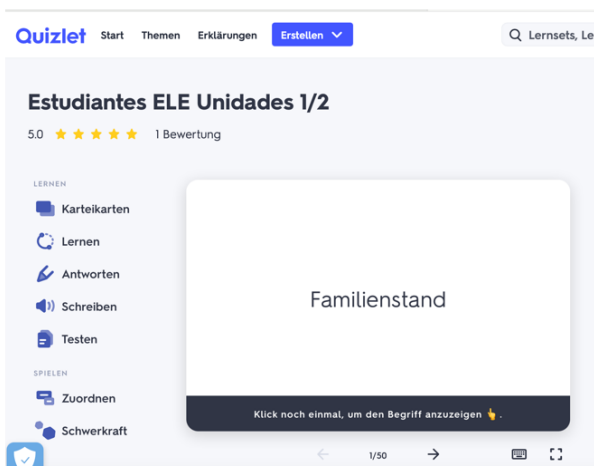 Quizlet Start Themen Erklärungen Erstellen Lernsets, Le
Estudiantes ELE Unidades 1/2
5.0 1 Bewertung
LERNEN
Karteikarten
Lernen
Antworten
Schreiben
Testen
SPIELEN
Zuordnen
Schwerkraft
Familienstand
Klick noch einmal, um den Begriff anzuzeigen 👆.
1/50